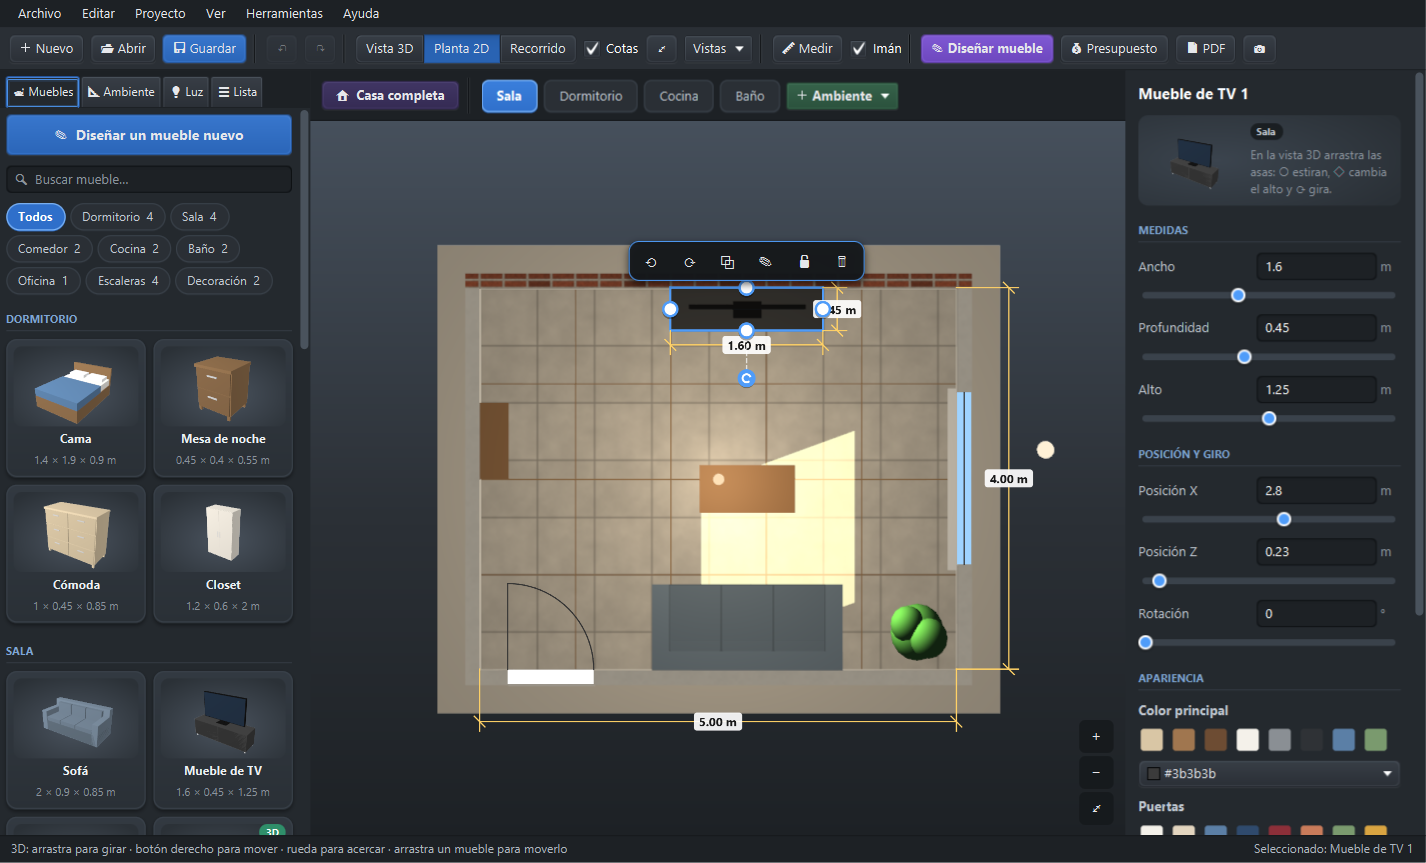 Archivo Editar Proyecto Ver Herramientas Ayuda
+ Nuevo Abrir Guardar Vista 3D Planta 2D Recorrido Cotas Vistas Medir Imán Diseñar mueble Presupuesto PDF
Muebles Ambiente Luz Lista
Casa completa Sala Dormitorio Cocina Baño + Ambiente
Diseñar un mueble nuevo
Buscar mueble...
Todos Dormitorio 4 Sala 4
Comedor 2 Cocina 2 Baño 2
Oficina 1 Escaleras 4 Decoración 2
DORMITORIO
Cama
1.4 × 1.9 × 0.9 m
Mesa de noche
0.45 × 0.4 × 0.55 m
Cómoda
1 × 0.45 × 0.85 m
Closet
1.2 × 0.6 × 2 m
SALA
Sofá
2 × 0.9 × 0.85 m
Mueble de TV
1.6 × 0.45 × 1.25 m
3D
45 m
1.60 m
4.00 m
5.00 m
+
−
Mueble de TV 1
Sala
En la vista 3D arrastra las
asas: ○ estiran, ◇ cambia
el alto y ⟳ gira.
MEDIDAS
Ancho 1.6 m
Profundidad 0.45 m
Alto 1.25 m
POSICIÓN Y GIRO
Posición X 2.8 m
Posición Z 0.23 m
Rotación 0 °
APARIENCIA
Color principal
#3b3b3b
Puertas
3D: arrastra para girar · botón derecho para mover · rueda para acercar · arrastra un mueble para moverlo
Seleccionado: Mueble de TV 1